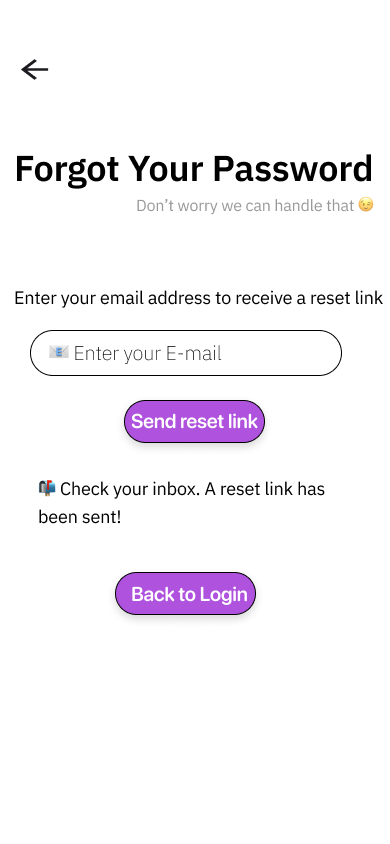 Forgot Your Password
Don’t worry we can handle that 😉
Enter your email address to receive a reset link
📧 Enter your E-mail
Send reset link
📬 Check your inbox. A reset link has
been sent!
Back to Login